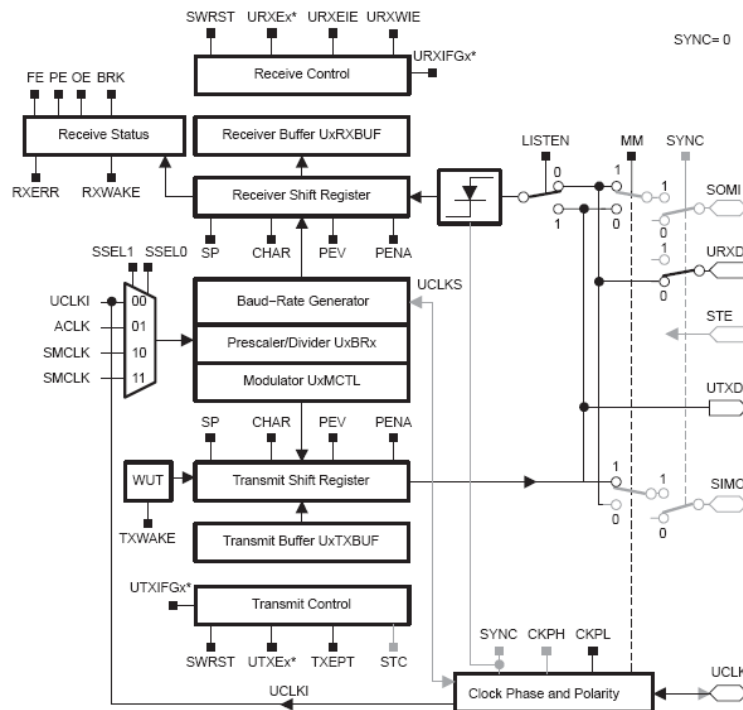 SWRST URXEx* URXEIE URXWIE
SYNC= 0
Receive Control
URXIFGx*
FE PE OE BRK
Receive Status
Receiver Buffer UxRXBUF
LISTEN MM SYNC
RXERR RXWAKE
Receiver Shift Register
0 1 1 SOMI
1 0 0
SP CHAR PEV PENA
1 URXD
0
SSEL1 SSEL0
UCLKS
UCLKI 00
Baud-Rate Generator
ACLK 01
STE
SMCLK 10
Prescaler/Divider UxBRx
SMCLK 11
Modulator UxMCTL
UTXD
SP CHAR PEV PENA
WUT
Transmit Shift Register
1 1 SIMO
0 0
TXWAKE
Transmit Buffer UxTXBUF
UTXIFGx*
Transmit Control
SWRST UTXEx* TXEPT STC
SYNC CKPH CKPL
UCLKI
Clock Phase and Polarity
UCLK